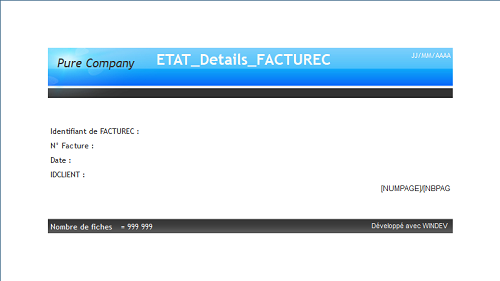 Pure Company
ETAT_Details_FACTUREC
JJ/MM/AAAA
Identifiant de FACTUREC :
N° Facture :
Date :
IDCLIENT :
[NUMPAGE]/[NBPAG
Nombre de fiches = 999 999
Développé avec WINDEV